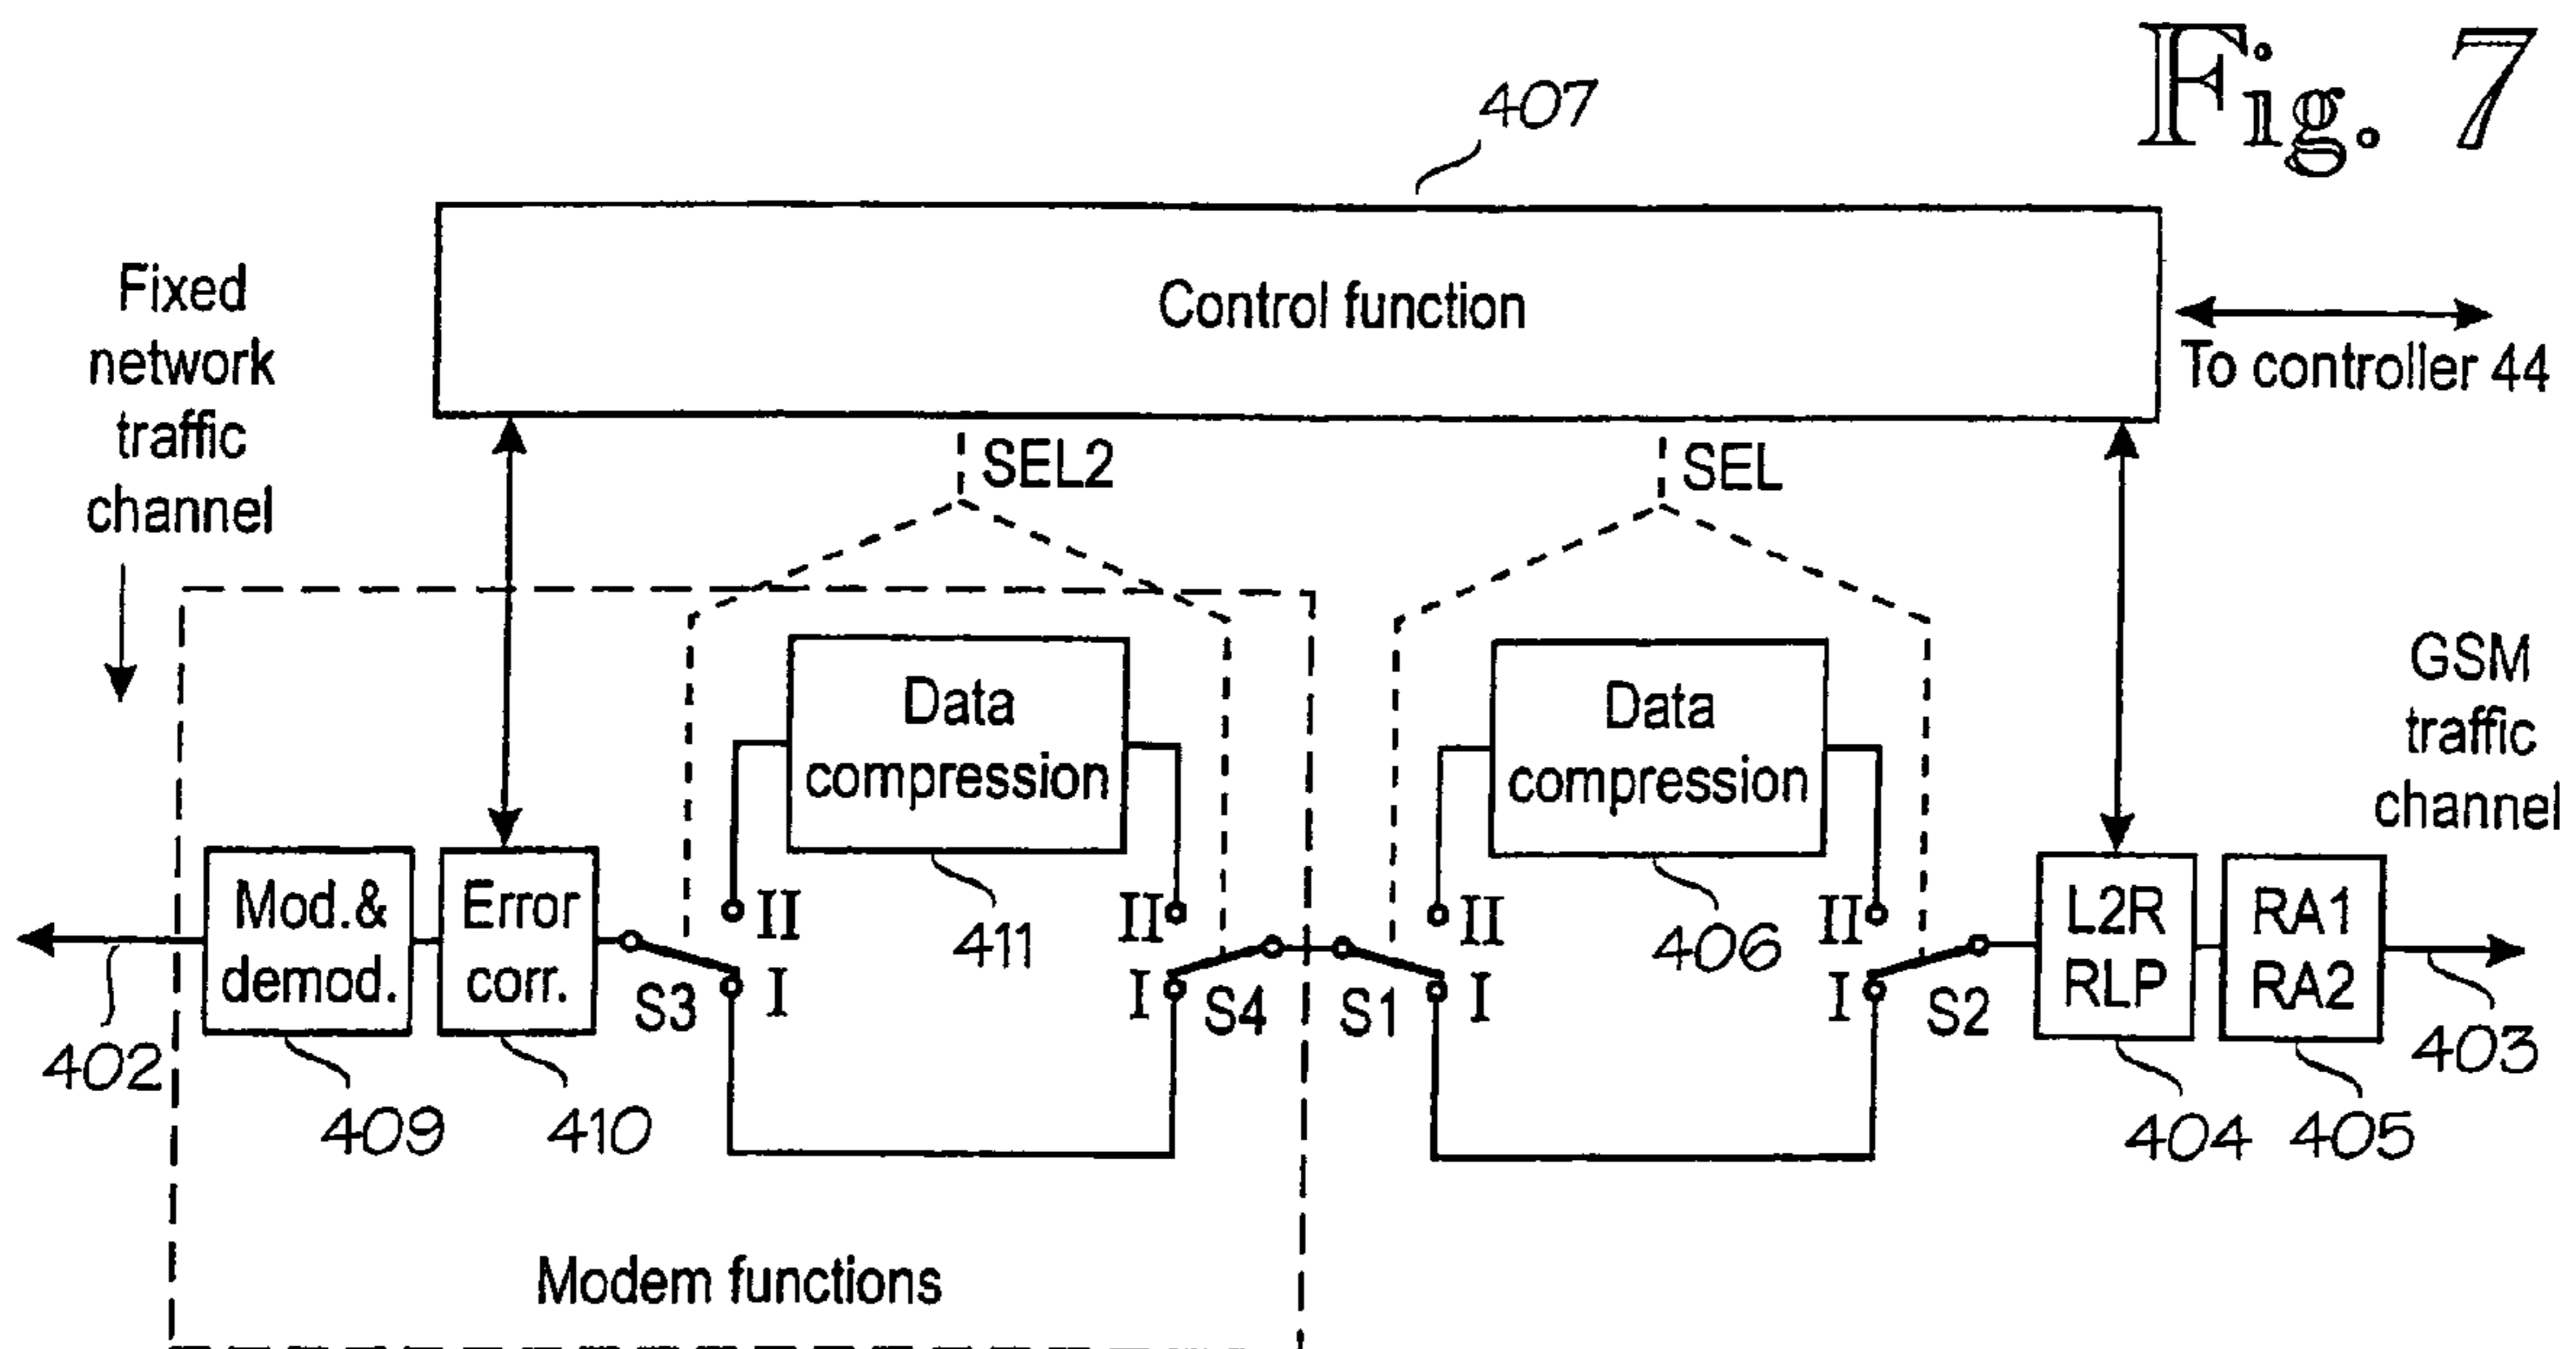 Fig. 7
407
Control function
To controller 44
Fixed
network
traffic
channel
SEL2
SEL
GSM
traffic
channel
Data
compression
Data
compression
411
406
II
II
II
II
I
I
I
I
S3
S4
S1
S2
Mod.&
demod.
Error
corr.
L2R
RLP
RA1
RA2
402
409
410
404
405
403
Modem functions